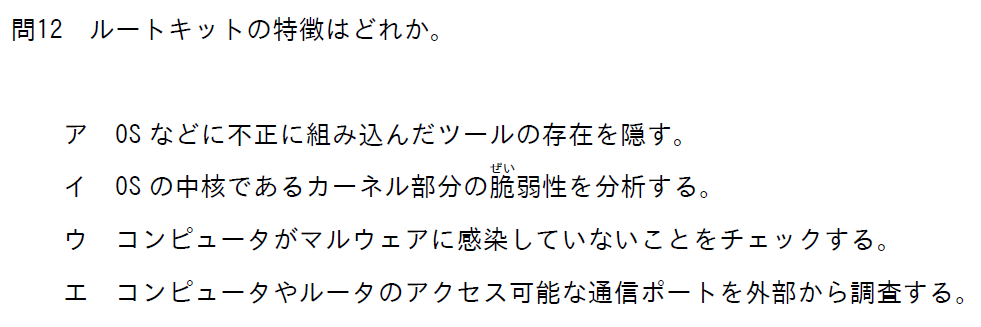 問12 ルートキットの特徴はどれか。
ア OSなどに不正に組み込んだツールの存在を隠す。
ぜい
イ OSの中核であるカーネル部分の脆弱性を分析する。
ウ コンピュータがマルウェアに感染していないことをチェックする。
エ コンピュータやルータのアクセス可能な通信ポートを外部から調査する。